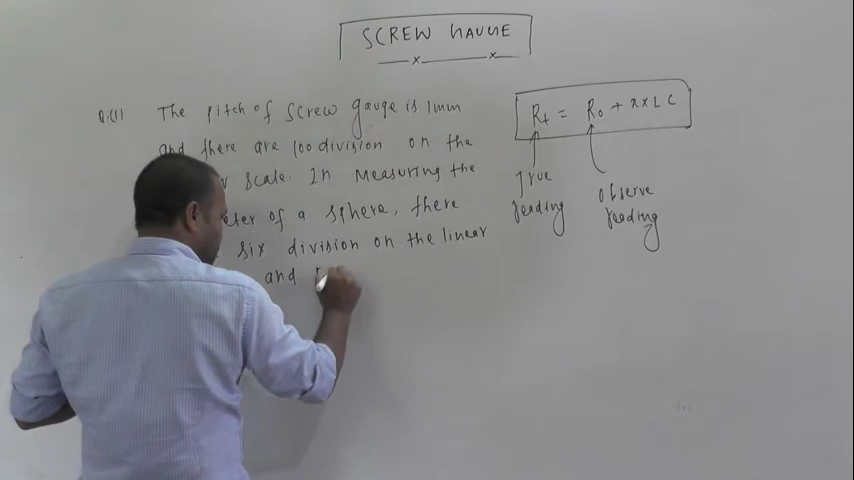 SCREW GAUGE
Q.(1) The pitch of screw gauge is 1mm
and there are 100 division on the
scale. In measuring the
of a sphere, there
six division on the linear
and
Rt = Ro + n×LC
True
reading
observe
reading